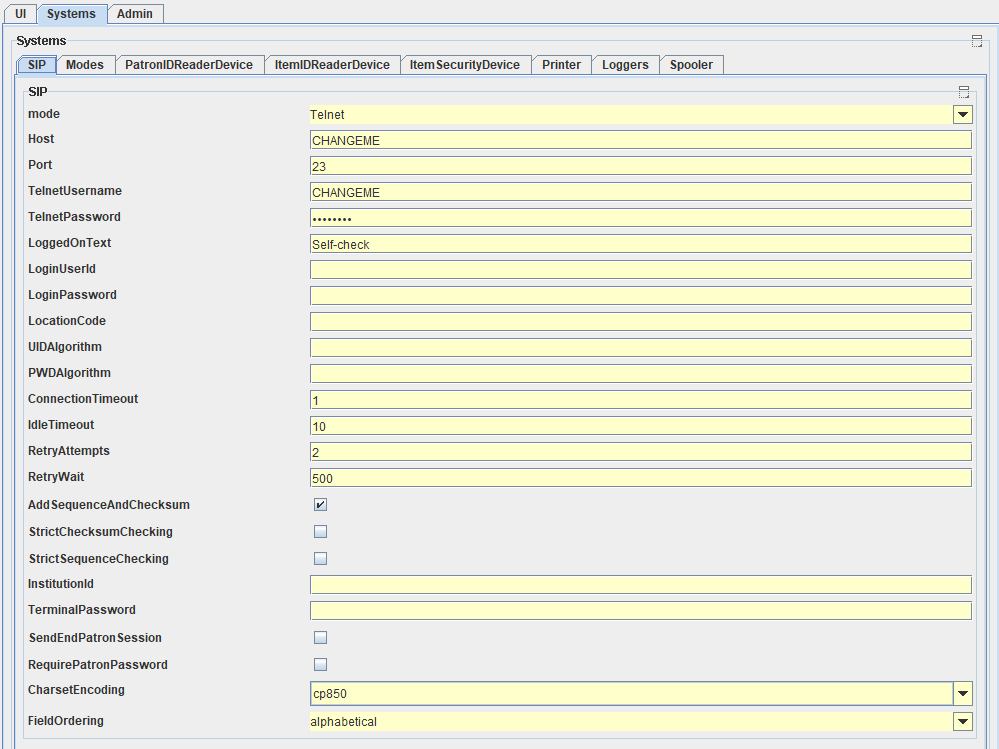 UI Systems Admin
Systems
SIP Modes PatronIDReaderDevice ItemIDReaderDevice ItemSecurityDevice Printer Loggers Spooler
SIP
mode Telnet
Host CHANGEME
Port 23
TelnetUsername CHANGEME
TelnetPassword ••••••••
LoggedOnText Self-check
LoginUserId
LoginPassword
LocationCode
UIDAlgorithm
PWDAlgorithm
ConnectionTimeout 1
IdleTimeout 10
RetryAttempts 2
RetryWait 500
AddSequenceAndChecksum
StrictChecksumChecking
StrictSequenceChecking
InstitutionId
TerminalPassword
SendEndPatronSession
RequirePatronPassword
CharsetEncoding cp850
FieldOrdering alphabetical